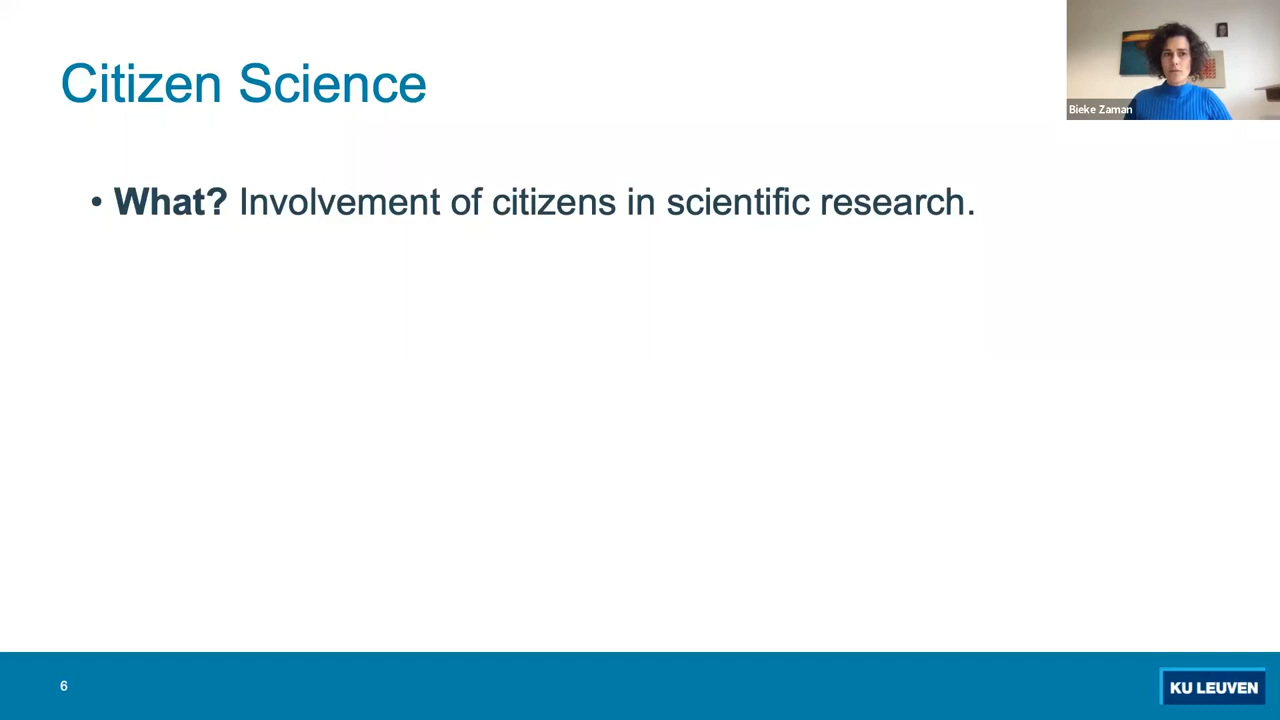 Citizen Science
Bieke Zaman
• What? Involvement of citizens in scientific research.
6
KU LEUVEN